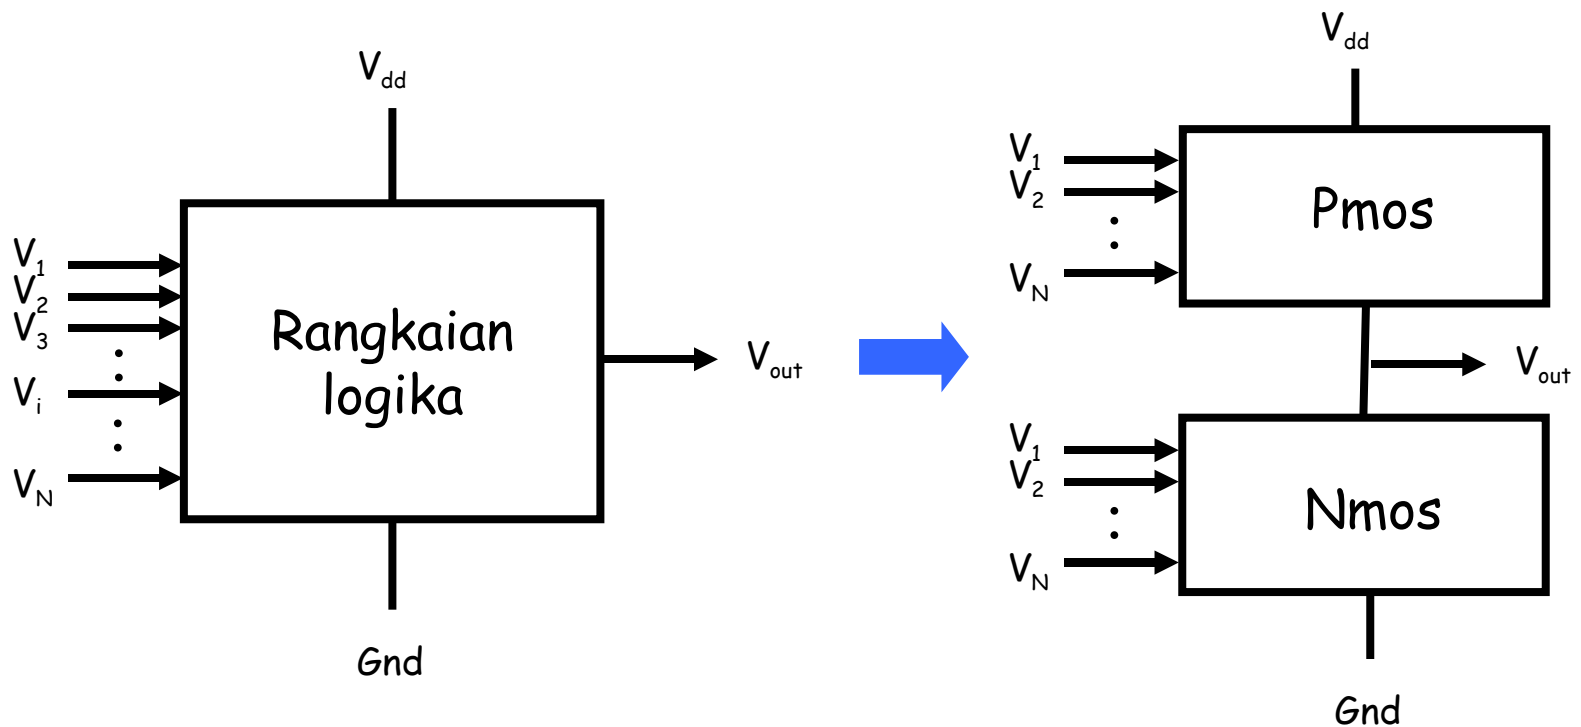 Vdd
V1
V2
V3
Vi
VN
Rangkaian
logika
Vout
Gnd
Vdd
V1
V2
VN
Pmos
Vout
V1
V2
VN
Nmos
Gnd